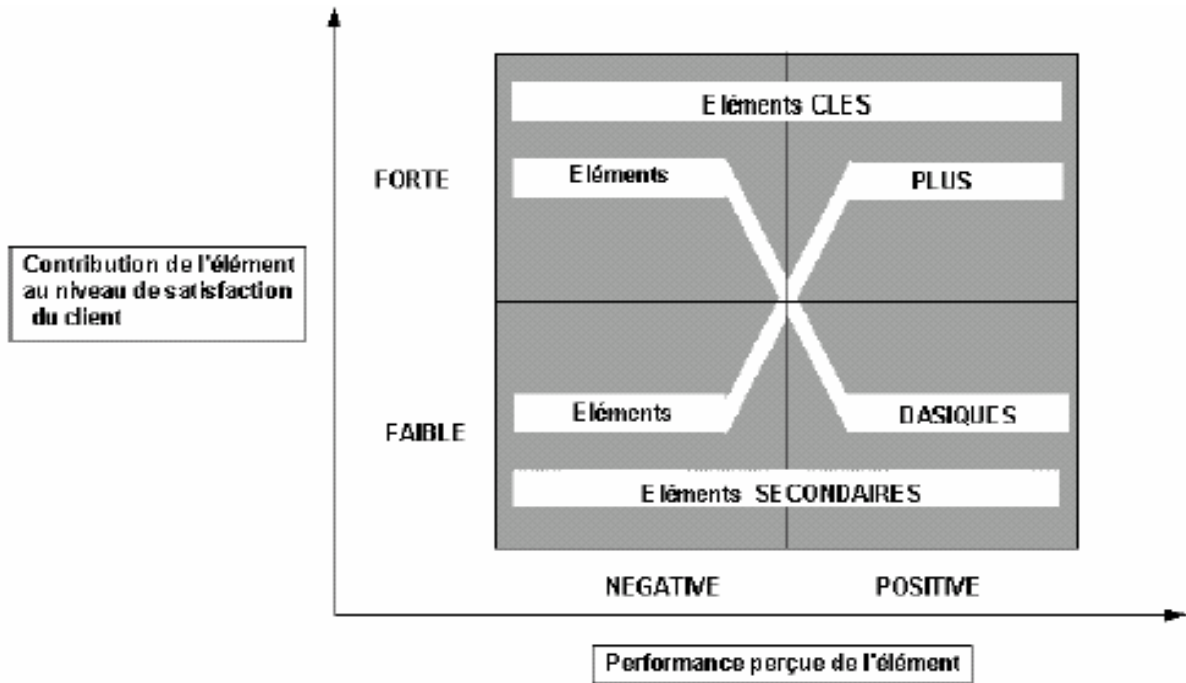 Eléments CLES
FORTE
Eléments
PLUS
Contribution de l'élément
au niveau de satisfaction
du client
FAIBLE
Eléments
DASIQUES
Eléments SECONDAIRES
NEGATIVE
POSITIVE
Performance perçue de l'élément